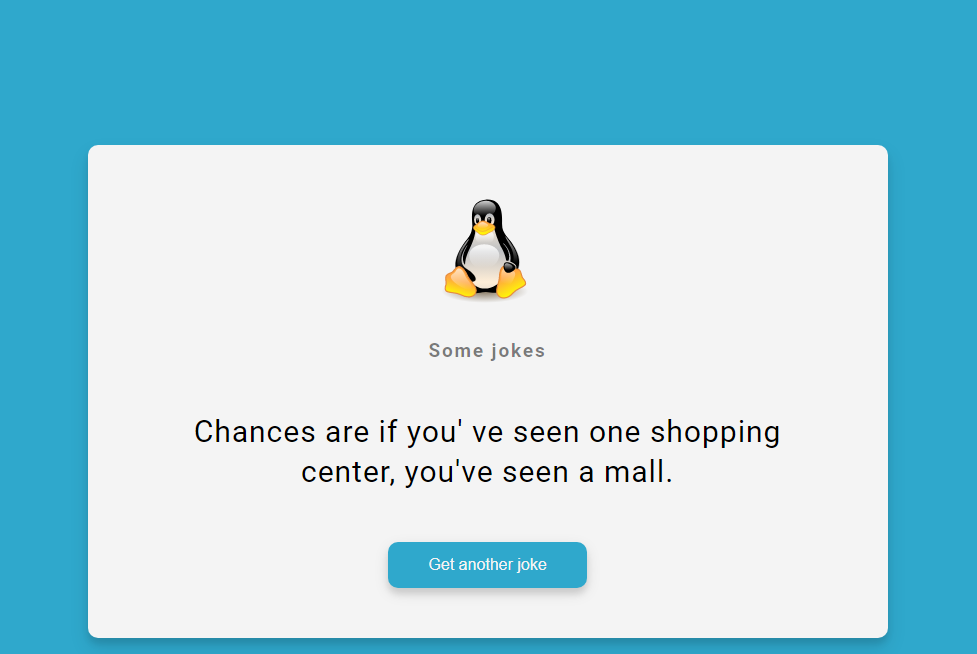 Some jokes
Chances are if you' ve seen one shopping
center, you've seen a mall.
Get another joke